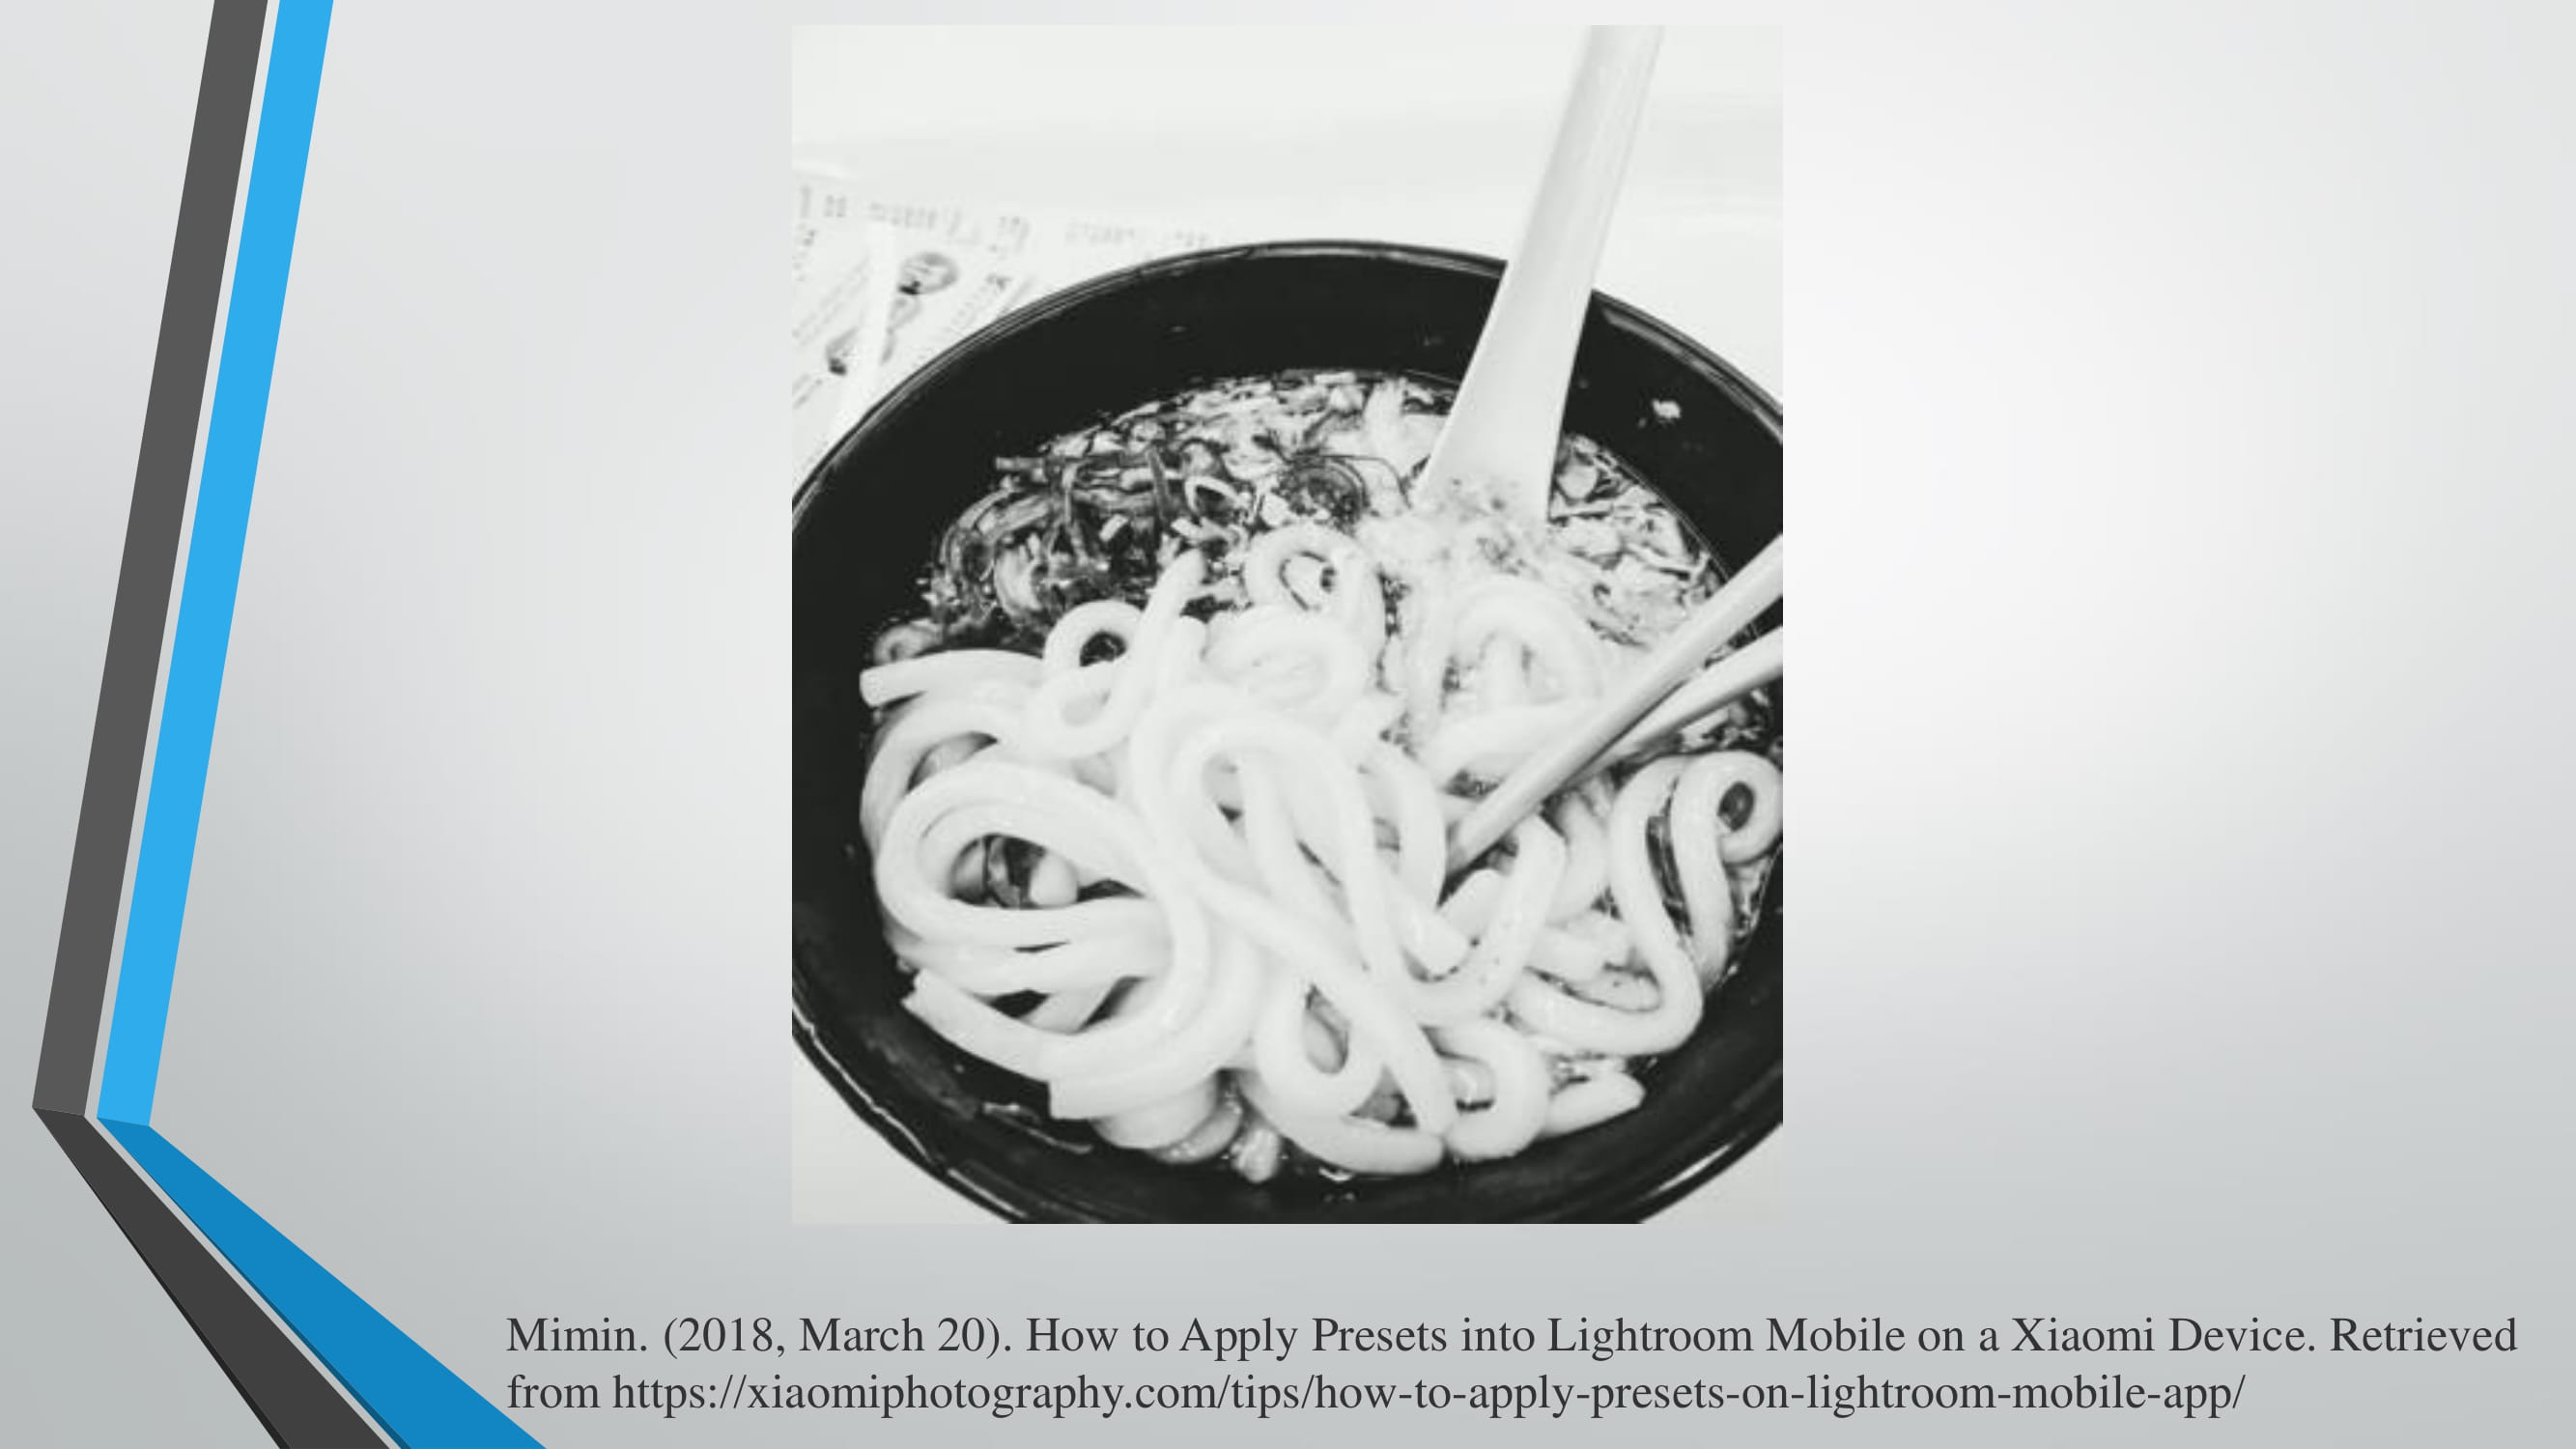 Mimin. (2018, March 20). How to Apply Presets into Lightroom Mobile on a Xiaomi Device. Retrieved
from https://xiaomiphotography.com/tips/how-to-apply-presets-on-lightroom-mobile-app/